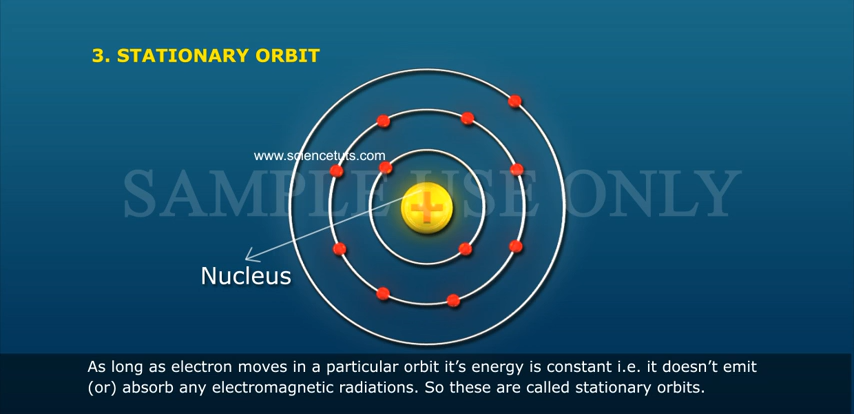 3. STATIONARY ORBIT
www.sciencetuts.com
SAMPLE USE ONLY
+
Nucleus
As long as electron moves in a particular orbit it's energy is constant i.e. it doesn't emit
(or) absorb any electromagnetic radiations. So these are called stationary orbits.